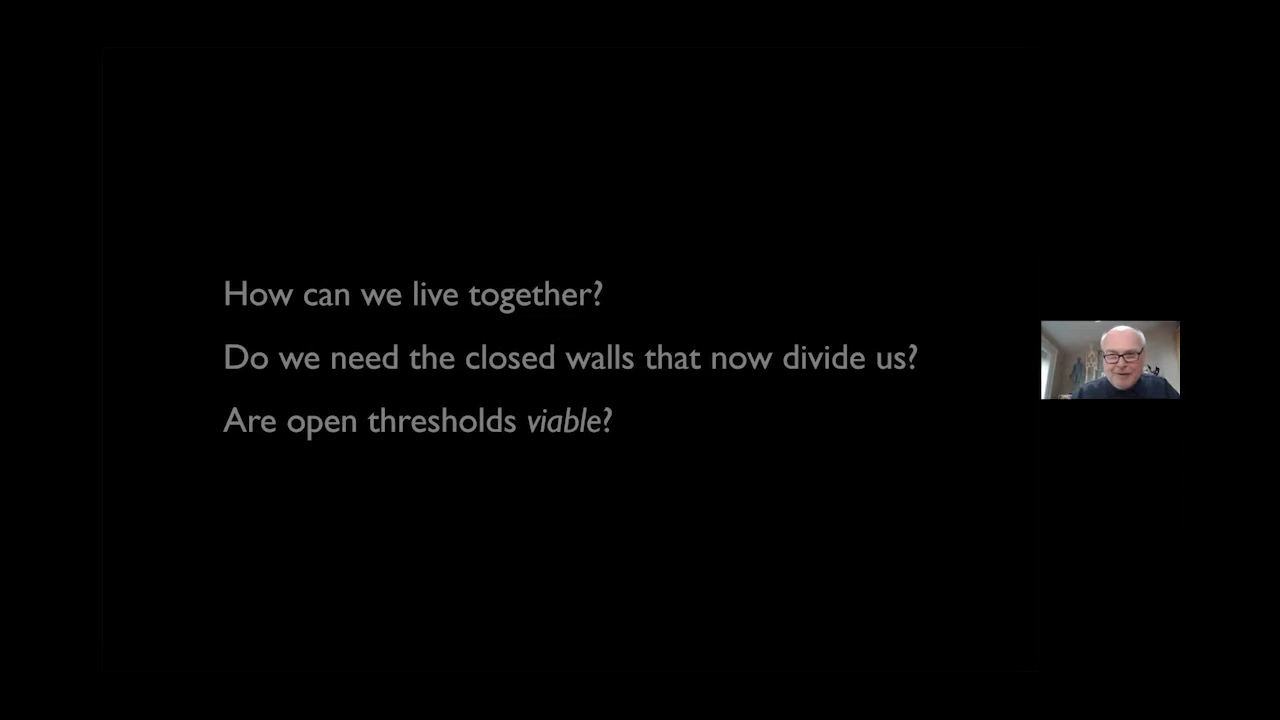 How can we live together?
Do we need the closed walls that now divide us?
Are open thresholds viable?